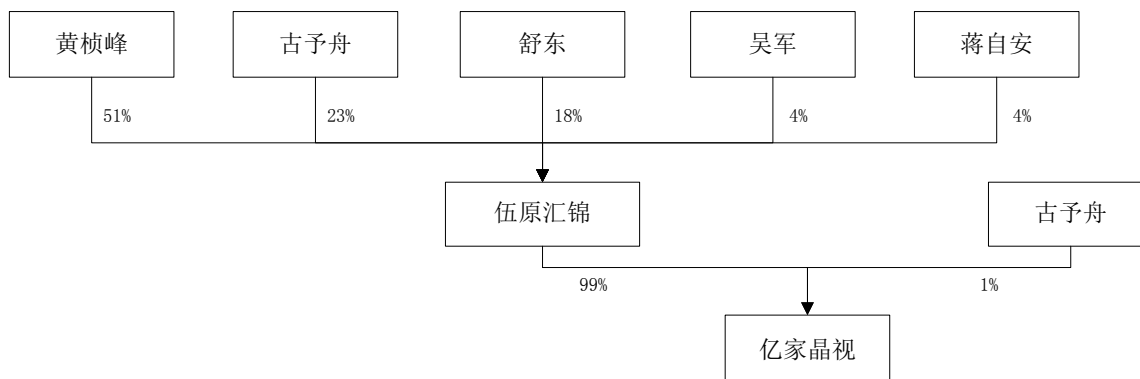 黄桢峰 古予舟 舒东 吴军 蒋自安
51% 23% 18% 4% 4%
伍原汇锦 古予舟
99% 1%
亿家晶视